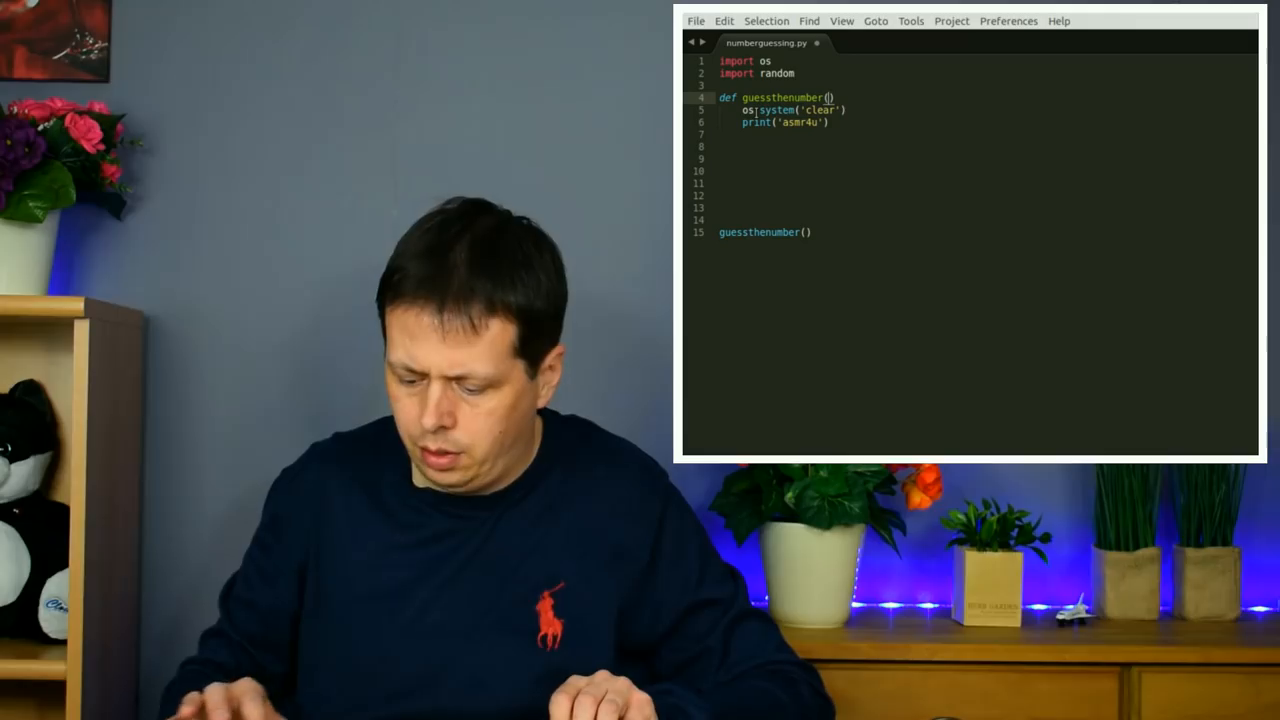 File Edit Selection Find View Goto Tools Project Preferences Help
numberguessing.py
1 import os
2 import random
3
4 def guessthenumber()
5 os.system('clear')
6 print('asmr4u')
7
8
9
10
11
12
13
14
15 guessthenumber()
HERB GARDEN